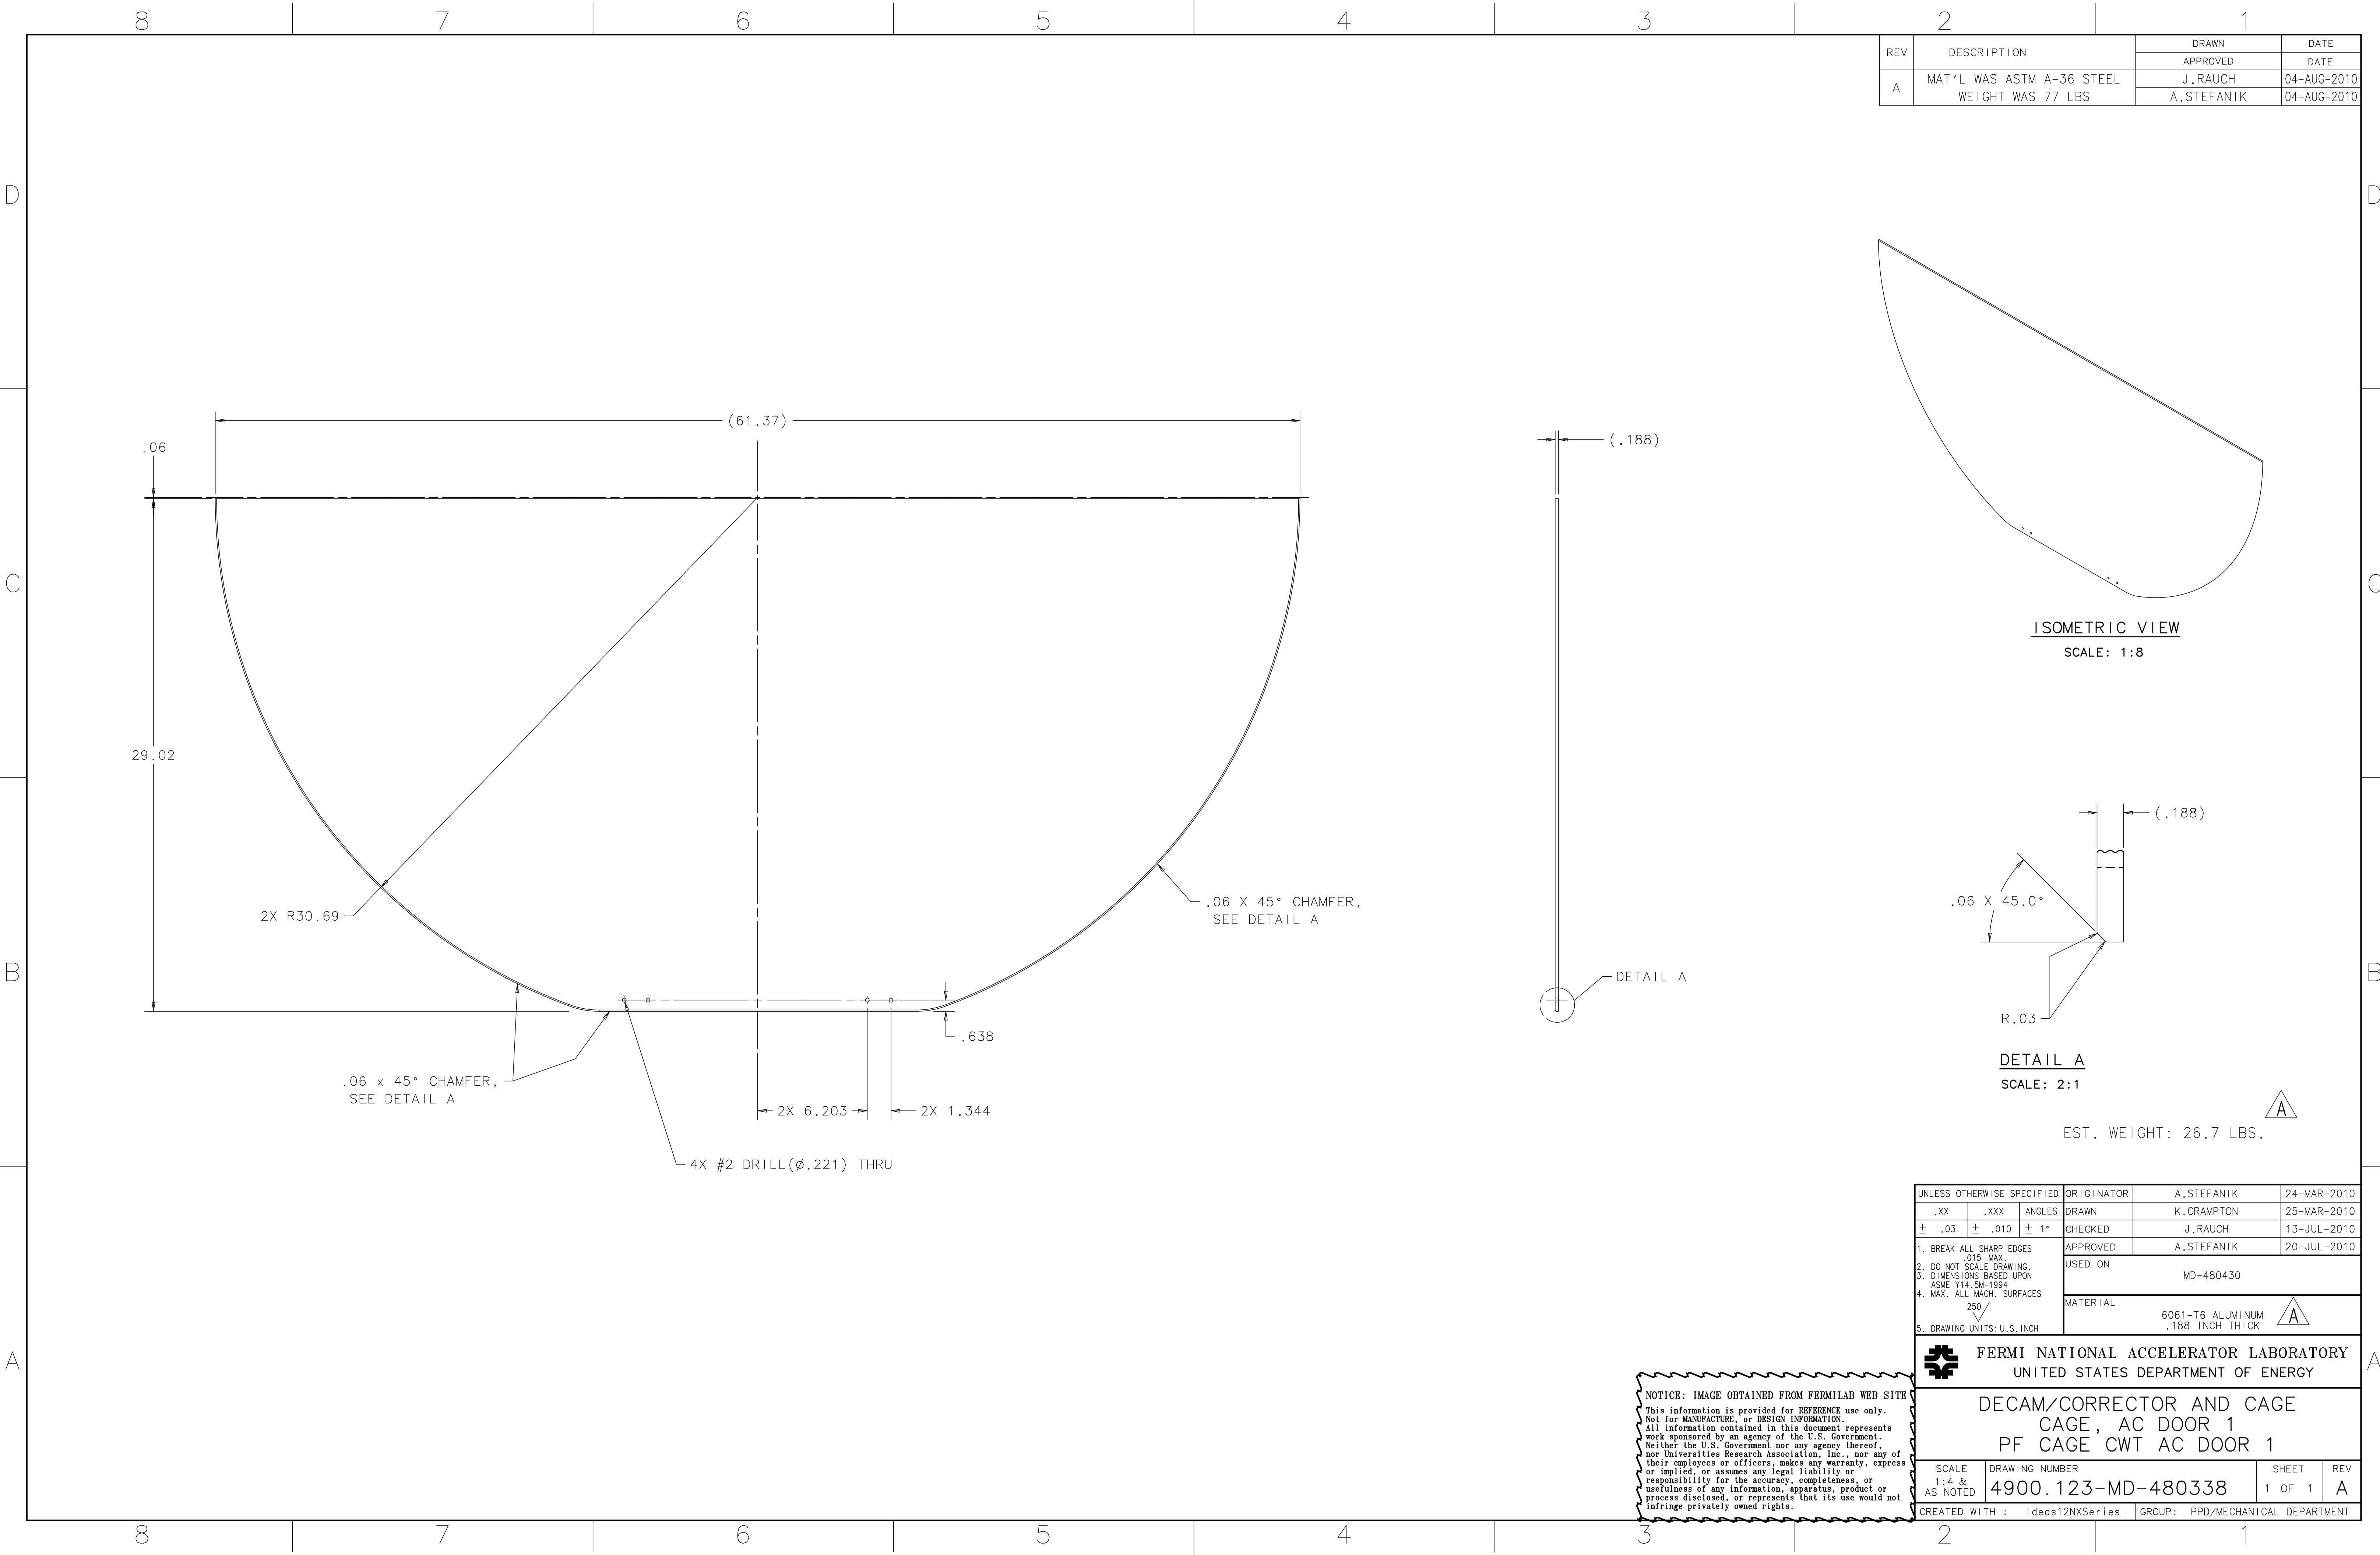 8 7 6 5 4 3 2 1
REV DESCRIPTION DRAWN DATE
APPROVED DATE
A MAT'L WAS ASTM A-36 STEEL J.RAUCH 04-AUG-2010
WEIGHT WAS 77 LBS A.STEFANIK 04-AUG-2010
D D
(61.37)
.06
(.188)
C C
ISOMETRIC VIEW
SCALE: 1:8
29.02
(.188)
.06 X 45.0°
2X R30.69
.06 X 45° CHAMFER,
SEE DETAIL A
B B
DETAIL A
R.03
.638
DETAIL A
SCALE: 2:1
.06 x 45° CHAMFER,
SEE DETAIL A
2X 6.203
2X 1.344
A
EST. WEIGHT: 26.7 LBS.
4X #2 DRILL(Ø.221) THRU
UNLESS OTHERWISE SPECIFIED ORIGINATOR A.STEFANIK 24-MAR-2010
.XX .XXX ANGLES DRAWN K.CRAMPTON 25-MAR-2010
± .03 ± .010 ± 1° CHECKED J.RAUCH 13-JUL-2010
APPROVED A.STEFANIK 20-JUL-2010
1. BREAK ALL SHARP EDGES
.015 MAX.
2. DO NOT SCALE DRAWING.
3. DIMENSIONS BASED UPON
ASME Y14.5M-1994
4. MAX. ALL MACH. SURFACES
250
5. DRAWING UNITS: U.S.INCH
USED ON
MD-480430
MATERIAL
6061-T6 ALUMINUM
.188 INCH THICK
A
A A
FERMI NATIONAL ACCELERATOR LABORATORY
UNITED STATES DEPARTMENT OF ENERGY
DECAM/CORRECTOR AND CAGE
CAGE, AC DOOR 1
PF CAGE CWT AC DOOR 1
SCALE DRAWING NUMBER SHEET REV
1:4 &
AS NOTED 4900.123-MD-480338 1 OF 1 A
CREATED WITH : Ideas12NXSeries GROUP: PPD/MECHANICAL DEPARTMENT
NOTICE: IMAGE OBTAINED FROM FERMILAB WEB SITE
This information is provided for REFERENCE use only.
Not for MANUFACTURE, or DESIGN INFORMATION.
All information contained in this document represents
work sponsored by an agency of the U.S. Government.
Neither the U.S. Government nor any agency thereof,
nor Universities Research Association, Inc., nor any of
their employees or officers, makes any warranty, express
or implied, or assumes any legal liability or
responsibility for the accuracy, completeness, or
usefulness of any information, apparatus, product or
process disclosed, or represents that its use would not
infringe privately owned rights.
8 7 6 5 4 3 2 1